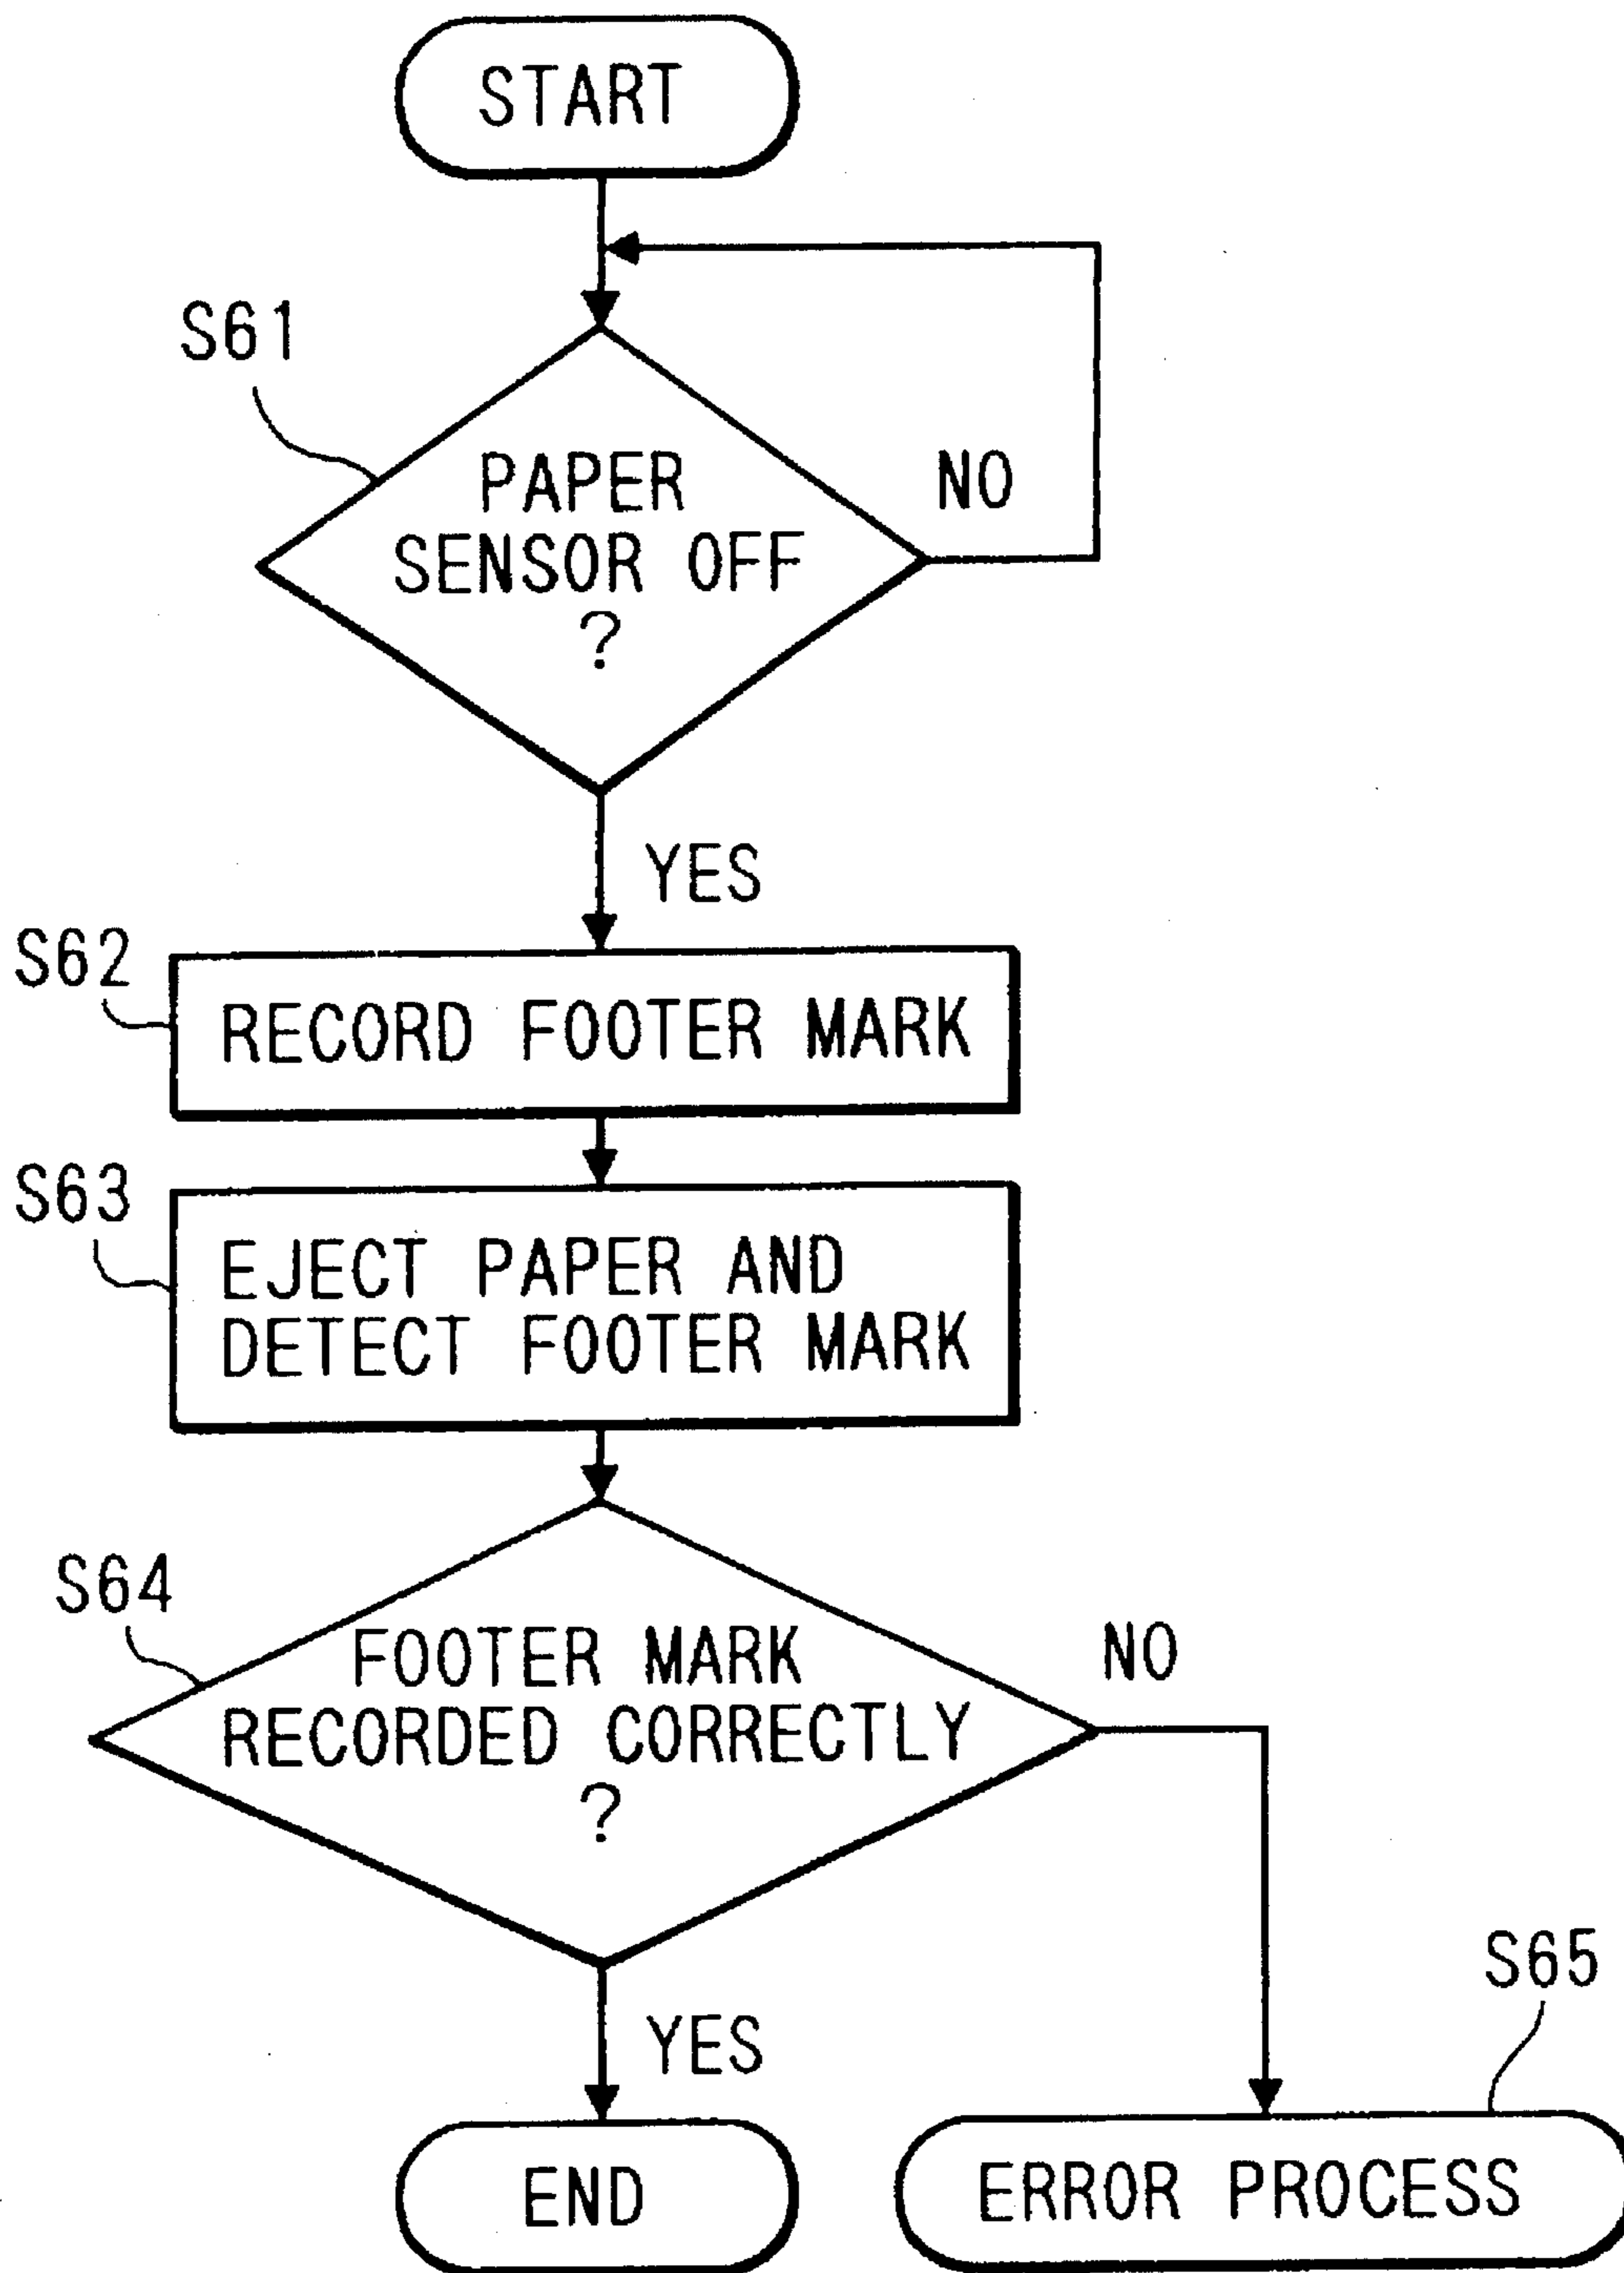 START
S61
PAPER
SENSOR OFF
?
NO
YES
S62
RECORD FOOTER MARK
S63
EJECT PAPER AND
DETECT FOOTER MARK
S64
FOOTER MARK
RECORDED CORRECTLY
?
NO
YES
S65
END
ERROR PROCESS